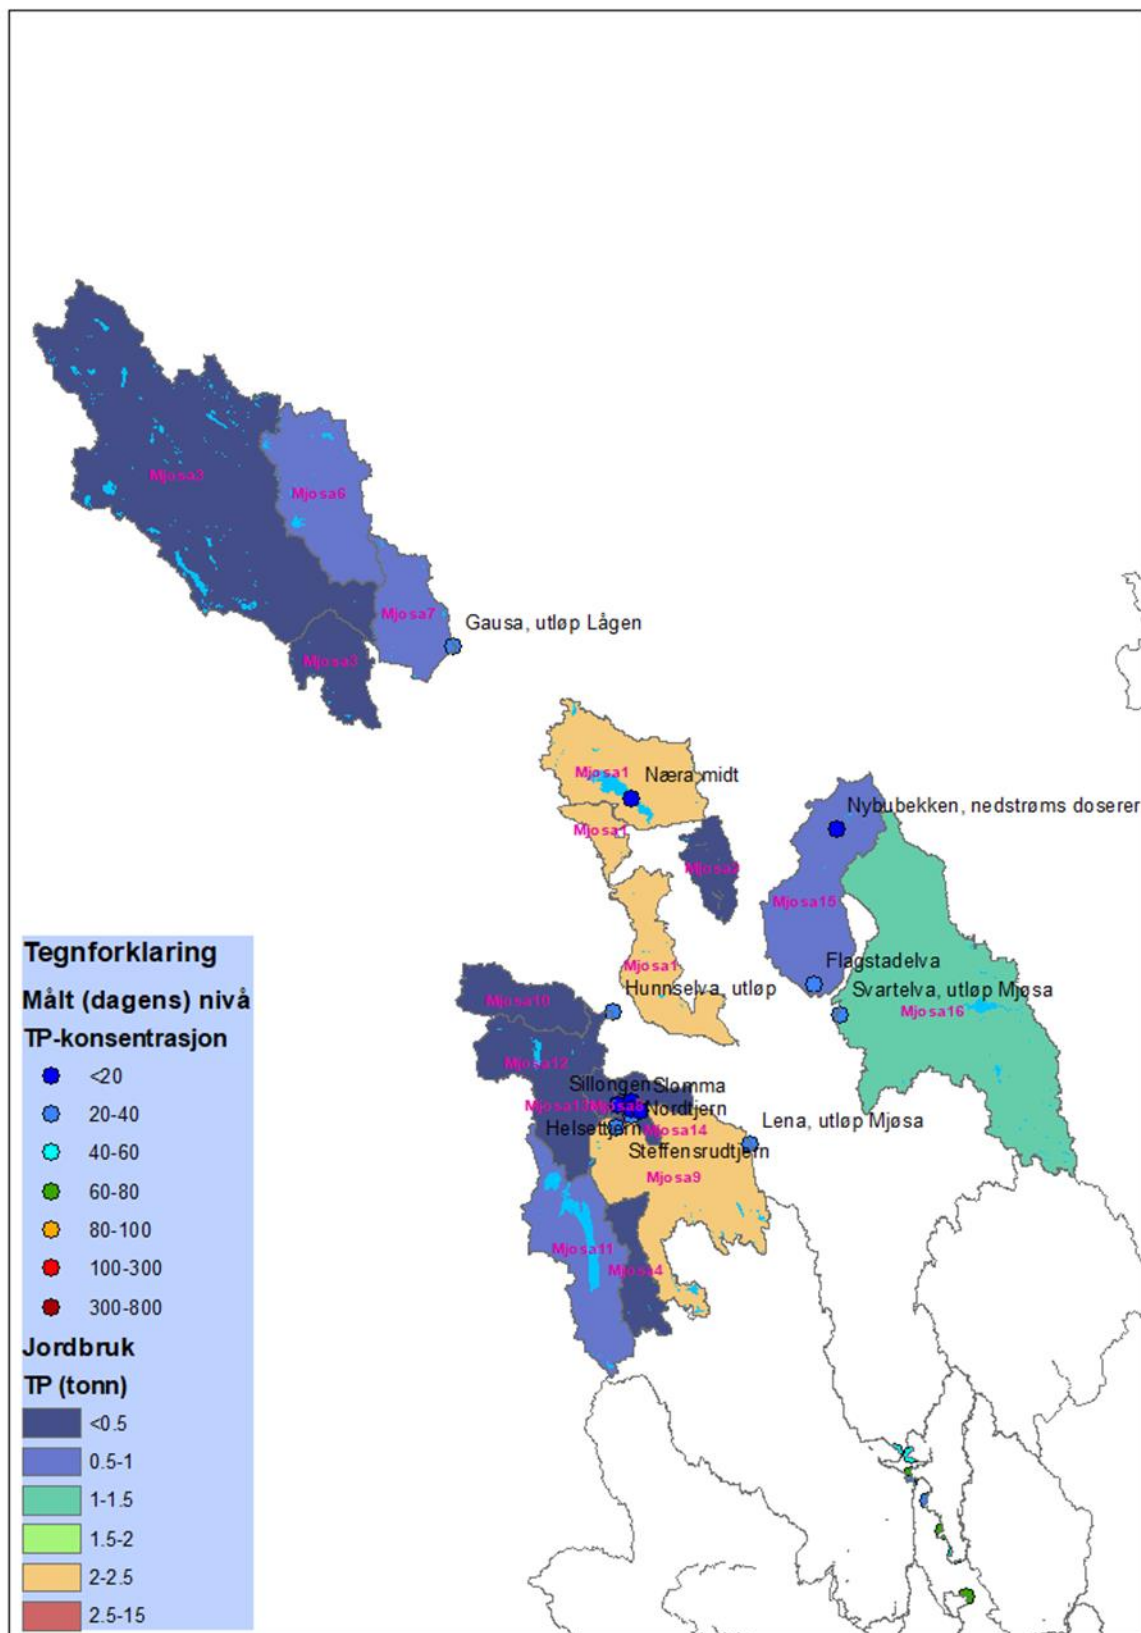 Mjosa3
Mjosa6
Mjosa7
Gausa, utløp Lågen
Mjosa3
Mjosa1
Næra midt
Nybubekken, nedstrøms doserer
Mjosa1
Mjosa2
Mjosa15
Mjosa1
Flagstadelva
Hunnselva, utløp
Svartelva, utløp Mjøsa
Mjosa10
Mjosa16
Mjosa12
Sillongen
Slomma
Mjosa13
Mjosa8
Nordtjern
Helsettjern
Mjosa14
Lena, utløp Mjøsa
Steffensrudtjern
Mjosa9
Mjosa11
Mjosa4
Tegnforklaring
Målt (dagens) nivå
TP-konsentrasjon
<20
20-40
40-60
60-80
80-100
100-300
300-800
Jordbruk
TP (tonn)
<0.5
0.5-1
1-1.5
1.5-2
2-2.5
2.5-15